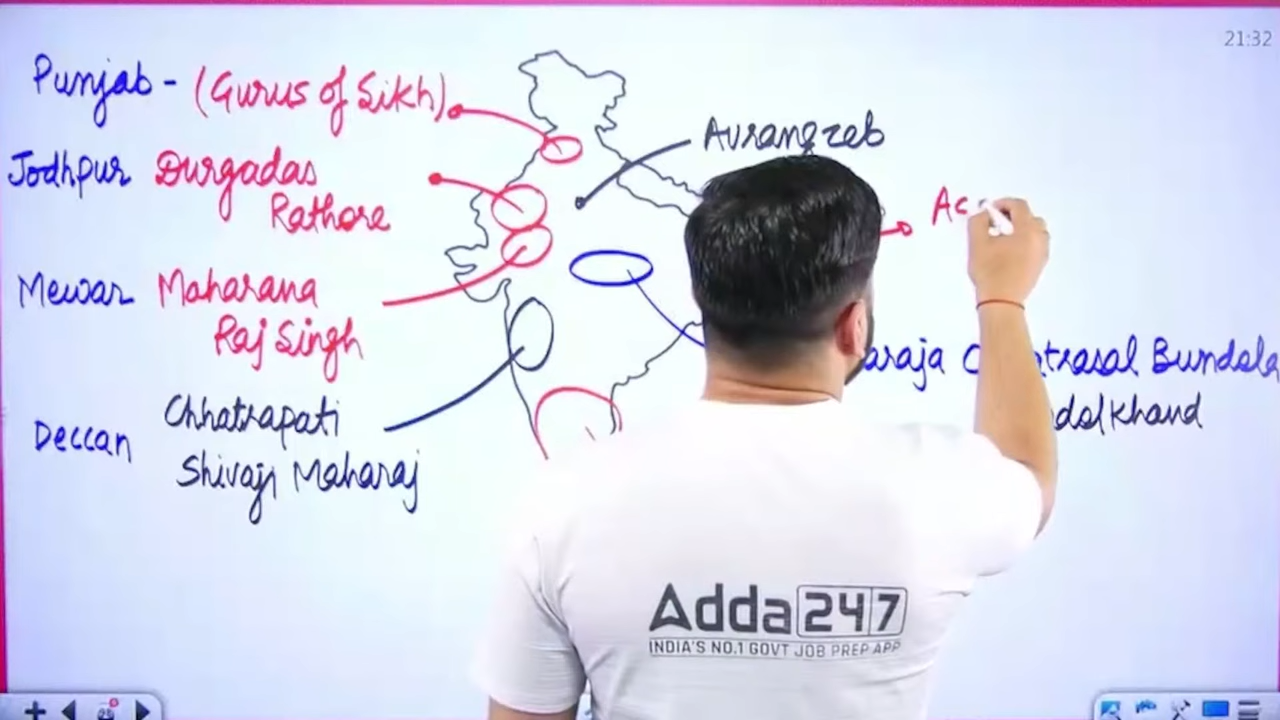 21:32
Punjab - (Gurus of Sikh)
Jodhpur Durgadas
Rathore
Mewar Maharana
Raj Singh
Deccan Chhatrapati
Shivaji Maharaj
Aurangzeb
Bundela
Adda247
INDIA'S NO.1 GOVT JOB PREP APP